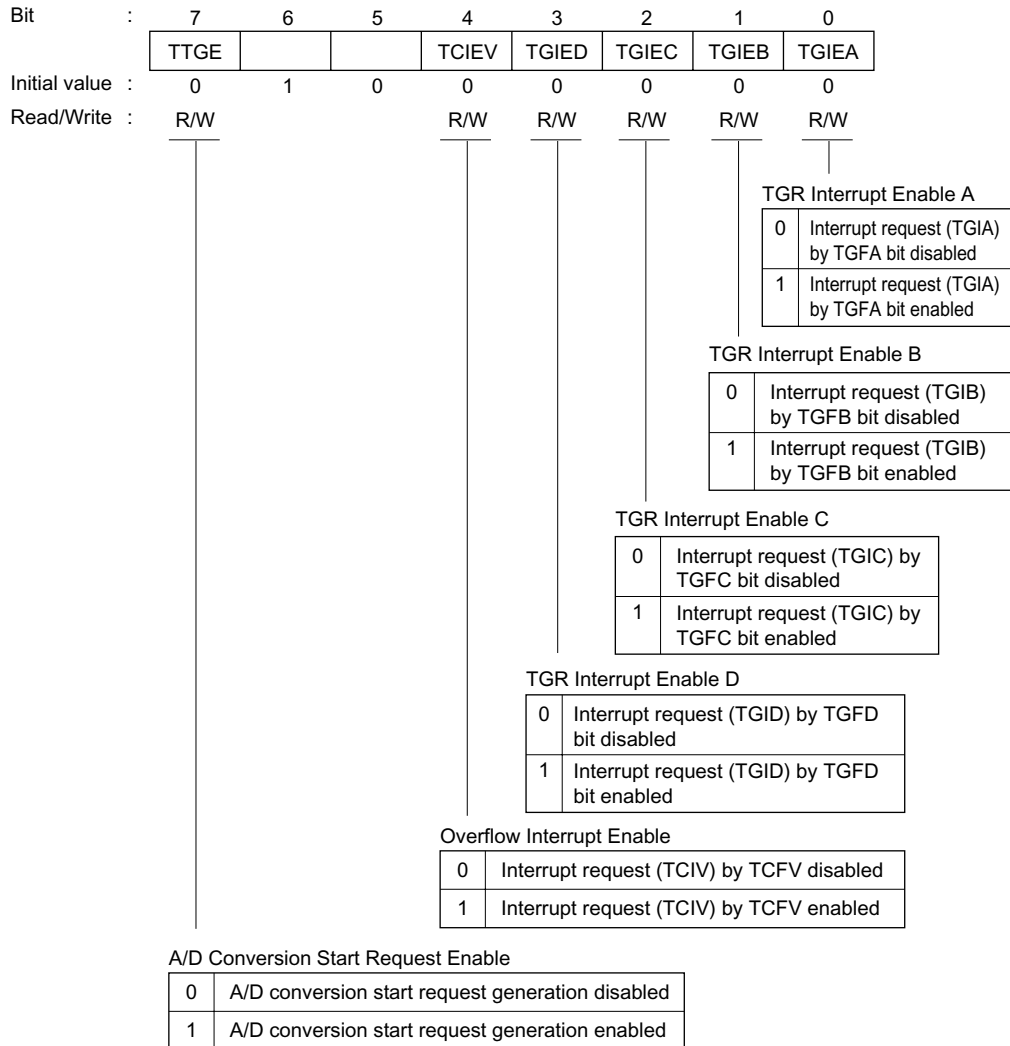 Bit : 7 6 5 4 3 2 1 0
TTGE TCIEV TGIED TGIEC TGIEB TGIEA
Initial value : 0 1 0 0 0 0 0 0
Read/Write : R/W R/W R/W R/W R/W R/W
TGR Interrupt Enable A
0 Interrupt request (TGIA)
by TGFA bit disabled
1 Interrupt request (TGIA)
by TGFA bit enabled
TGR Interrupt Enable B
0 Interrupt request (TGIB)
by TGFB bit disabled
1 Interrupt request (TGIB)
by TGFB bit enabled
TGR Interrupt Enable C
0 Interrupt request (TGIC) by
TGFC bit disabled
1 Interrupt request (TGIC) by
TGFC bit enabled
TGR Interrupt Enable D
0 Interrupt request (TGID) by TGFD
bit disabled
1 Interrupt request (TGID) by TGFD
bit enabled
Overflow Interrupt Enable
0 Interrupt request (TCIV) by TCFV disabled
1 Interrupt request (TCIV) by TCFV enabled
A/D Conversion Start Request Enable
0 A/D conversion start request generation disabled
1 A/D conversion start request generation enabled